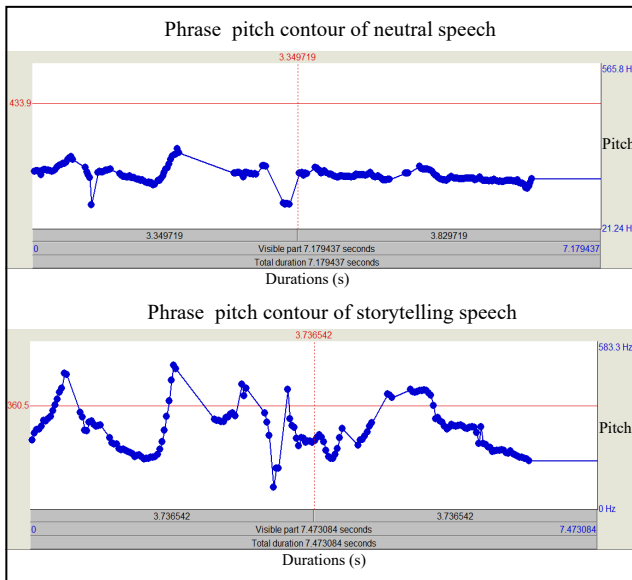 Phrase pitch contour of neutral speech
3.349719
565.8 H
433.9
Pitch
21.24 H
3.349719 3.829719
0 Visible part 7.179437 seconds 7.179437
Total duration 7.179437 seconds
Durations (s)
Phrase pitch contour of storytelling speech
3.736542
583.3 Hz
360.5
Pitch
0 Hz
3.736542 3.736542
0 Visible part 7.473084 seconds 7.473084
Total duration 7.473084 seconds
Durations (s)